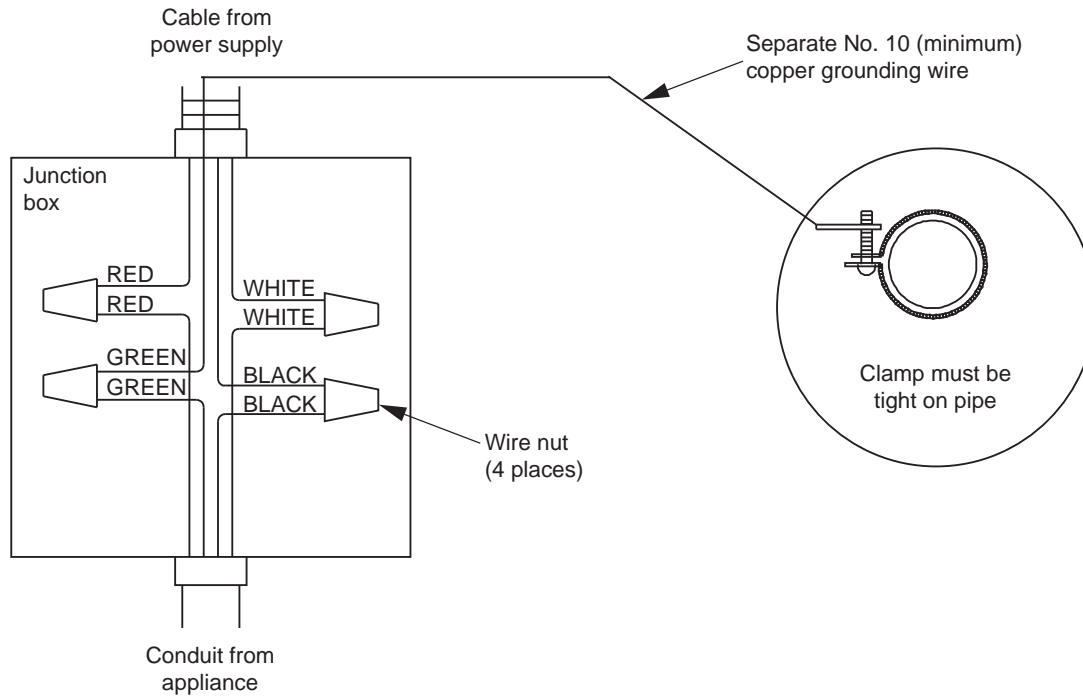 Cable from
power supply
Separate No. 10 (minimum)
copper grounding wire
Junction
box
RED
RED
WHITE
WHITE
GREEN
GREEN
BLACK
BLACK
Wire nut
(4 places)
Clamp must be
tight on pipe
Conduit from
appliance